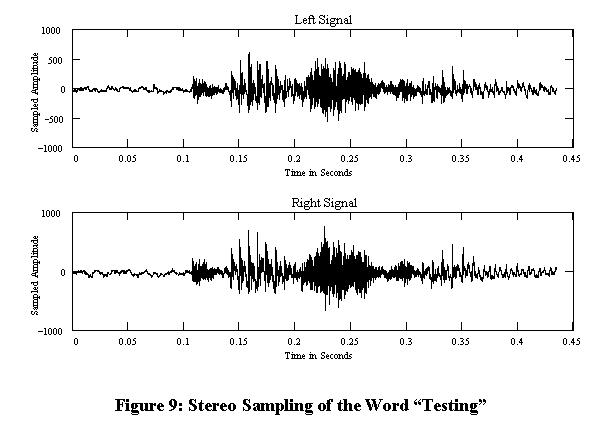 Left Signal
1000
500
0
−500
−1000
Sampled Amplitude
0 0.05 0.1 0.15 0.2 0.25 0.3 0.35 0.4 0.45
Time in Seconds
Right Signal
1000
0
−1000
Sampled Amplitude
0 0.05 0.1 0.15 0.2 0.25 0.3 0.35 0.4 0.45
Time in Seconds
Figure 9: Stereo Sampling of the Word “Testing”